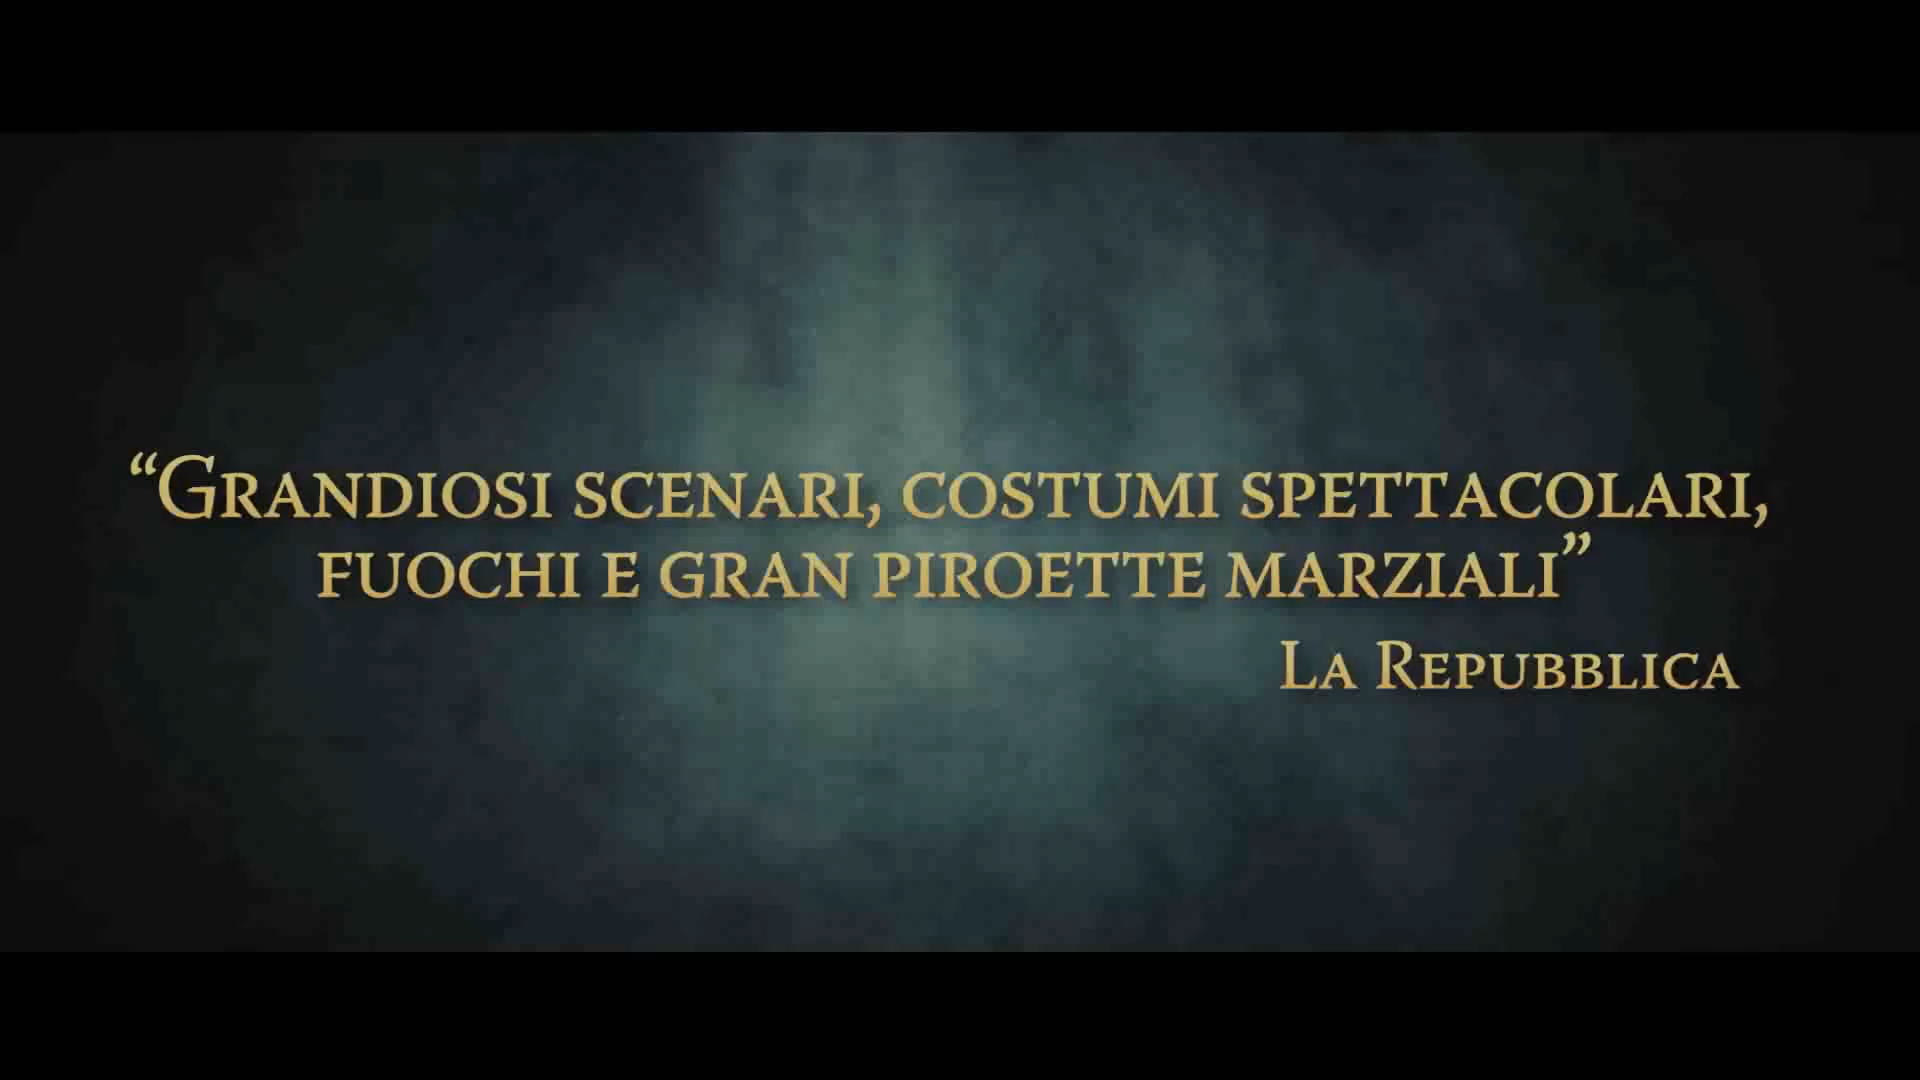 “Grandiosi scenari, costumi spettacolari,
fuochi e gran piroette marziali”
La Repubblica